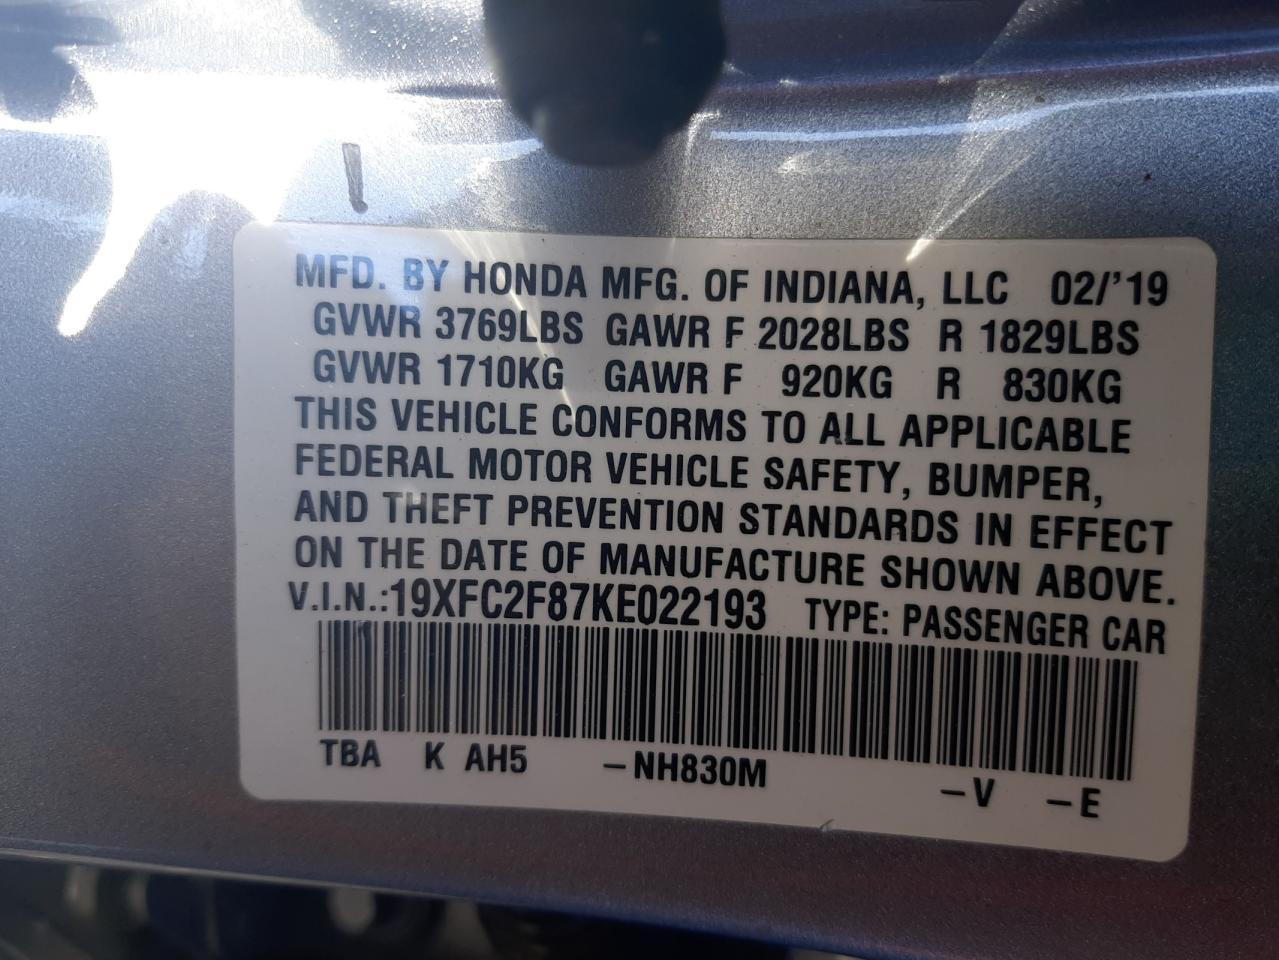 MFD. BY HONDA MFG. OF INDIANA, LLC 02/'19
GVWR 3769LBS GAWR F 2028LBS R 1829LBS
GVWR 1710KG GAWR F 920KG R 830KG
THIS VEHICLE CONFORMS TO ALL APPLICABLE
FEDERAL MOTOR VEHICLE SAFETY, BUMPER,
AND THEFT PREVENTION STANDARDS IN EFFECT
ON THE DATE OF MANUFACTURE SHOWN ABOVE.
V.I.N.:19XFC2F87KE022193 TYPE: PASSENGER CAR
TBA K AH5 –NH830M –V –E